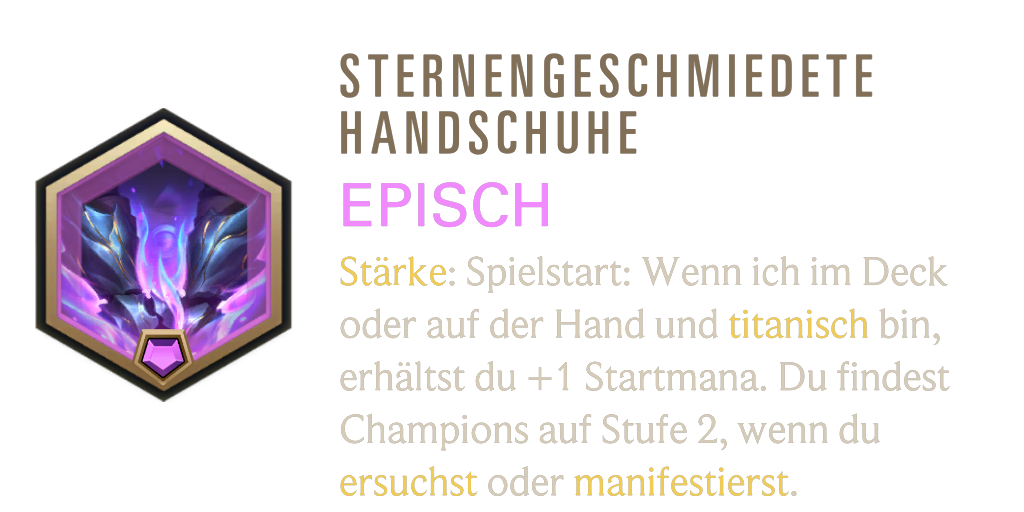 STERNENGESCHMIEDETE
HANDSCHUHE
EPISCH
Stärke: Spielstart: Wenn ich im Deck
oder auf der Hand und titanisch bin,
erhältst du +1 Startmana. Du findest
Champions auf Stufe 2, wenn du
ersuchst oder manifestierst.